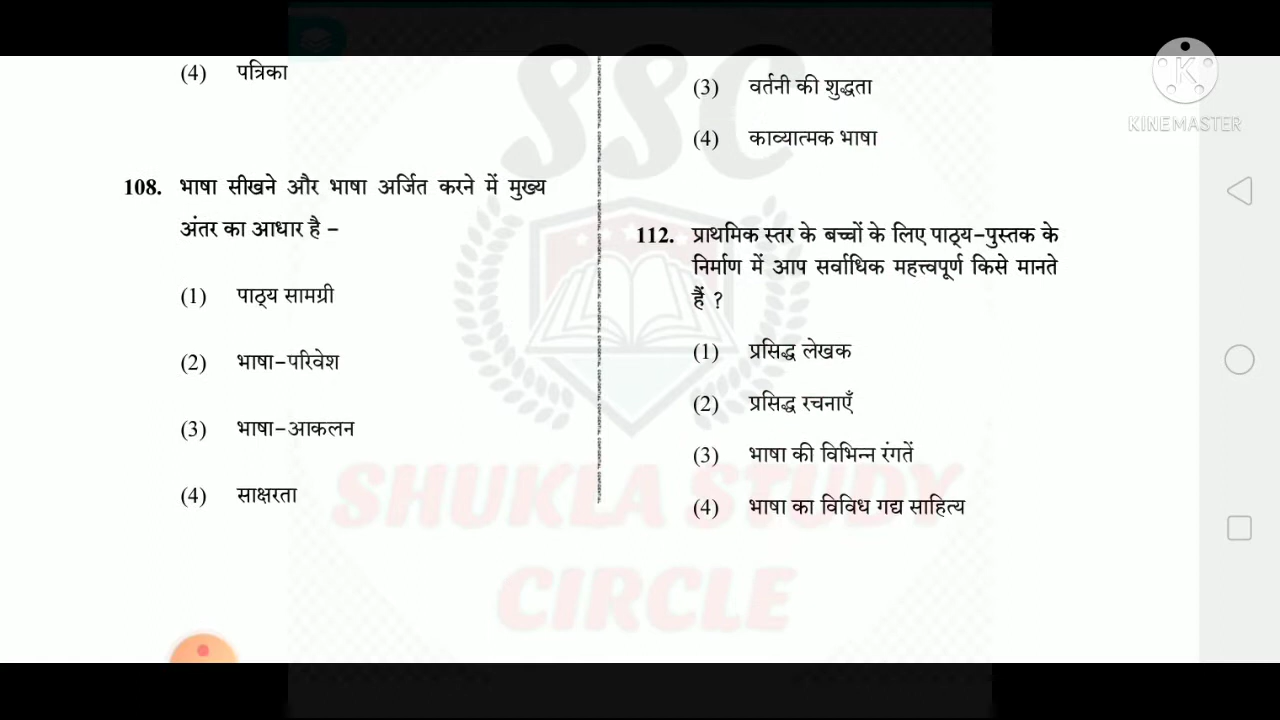 (4) पत्रिका
108. भाषा सीखने और भाषा अर्जित करने में मुख्य
अंतर का आधार है –
(1) पाठ्य सामग्री
(2) भाषा-परिवेश
(3) भाषा-आकलन
(4) साक्षरता
(3) वर्तनी की शुद्धता
(4) काव्यात्मक भाषा
112. प्राथमिक स्तर के बच्चों के लिए पाठ्य-पुस्तक के
निर्माण में आप सर्वाधिक महत्त्वपूर्ण किसे मानते
हैं ?
(1) प्रसिद्ध लेखक
(2) प्रसिद्ध रचनाएँ
(3) भाषा की विभिन्न रंगतें
(4) भाषा का विविध गद्य साहित्य
SSC
SHUKLA STUDY
CIRCLE
K
KINEMASTER